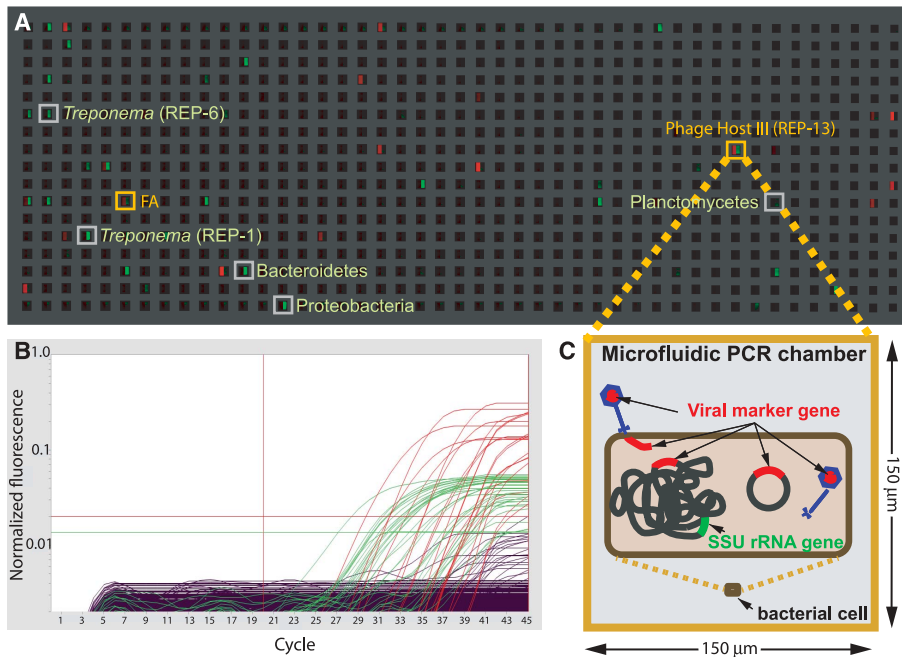 A
Treponema (REP-6)
Phage Host III (REP-13)
FA
Planctomycetes
Treponema (REP-1)
Bacteroidetes
Proteobacteria
B
1.0
0.1
0.01
Normalized fluorescence
1 3 5 7 9 11 13 15 17 19 21 23 25 27 29 31 33 35 37 39 41 43 45
Cycle
C
Microfluidic PCR chamber
Viral marker gene
SSU rRNA gene
bacterial cell
150 µm
150 µm